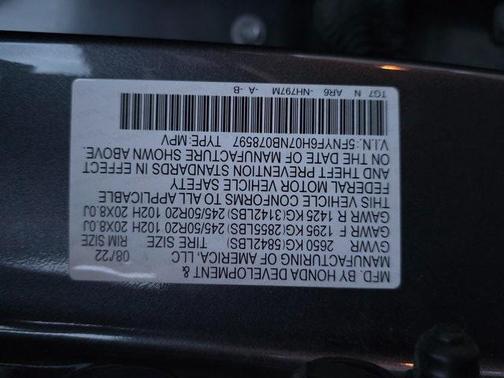 MFD. BY HONDA DEVELOPMENT &
MANUFACTURING OF AMERICA, LLC
08/22
GVWR 2650 KG(5842LBS) TIRE SIZE RIM SIZE
GAWR F 1295 KG(2855LBS) 245/50R20 102H 20X8.0J
GAWR R 1425 KG(3142LBS) 245/50R20 102H 20X8.0J
THIS VEHICLE CONFORMS TO ALL APPLICABLE
FEDERAL MOTOR VEHICLE SAFETY
AND THEFT PREVENTION STANDARDS IN EFFECT
ON THE DATE OF MANUFACTURE SHOWN ABOVE.
V.I.N.:5FNYF6H07NB078597 TYPE:MPV
TG7 N AR6 -NH797M -A -B